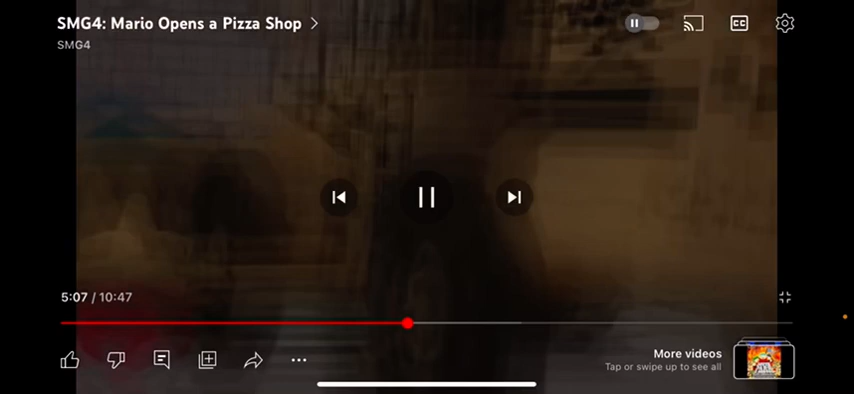 SMG4: Mario Opens a Pizza Shop
SMG4
CC
5:07 / 10:47
More videos
Tap or swipe up to see all